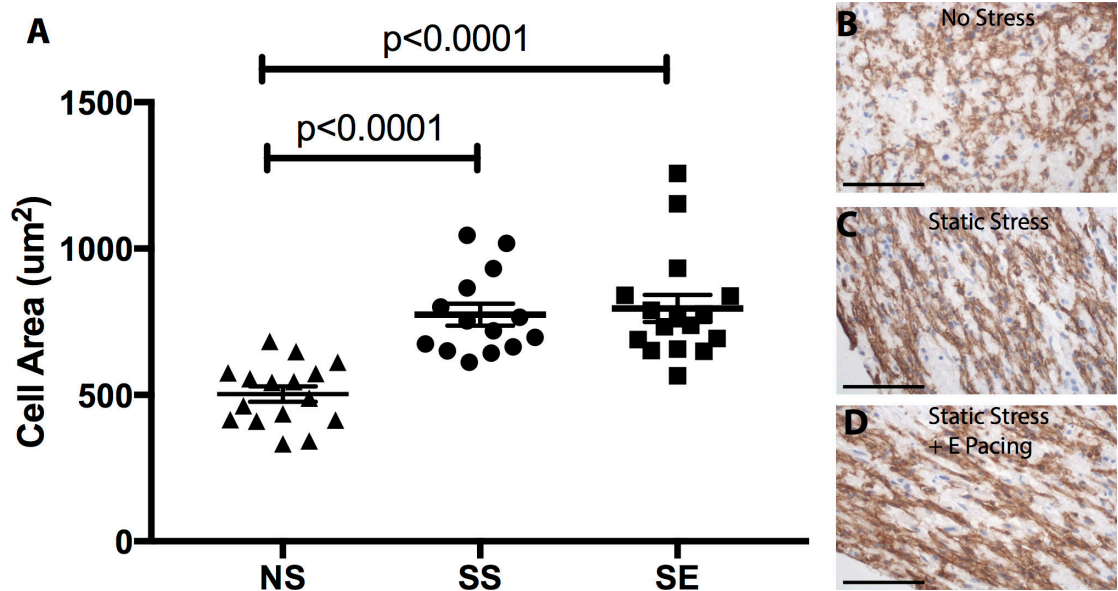 A
p<0.0001
p<0.0001
1500
1000
500
0
Cell Area (um²)
NS
SS
SE
B
No Stress
C
Static Stress
D
Static Stress
+ E Pacing